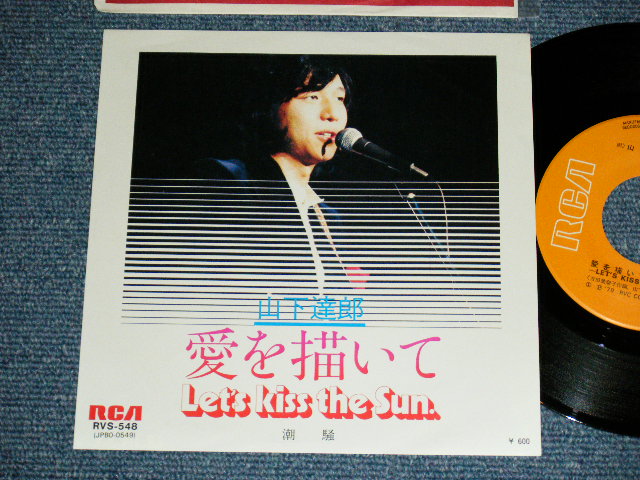 山下達郎
愛を描いて
Let's kiss the Sun.
潮 騒
RCA
RVS-548
(JPBO-0549)
¥ 600
RCA
愛を描い
—LET'S KISS